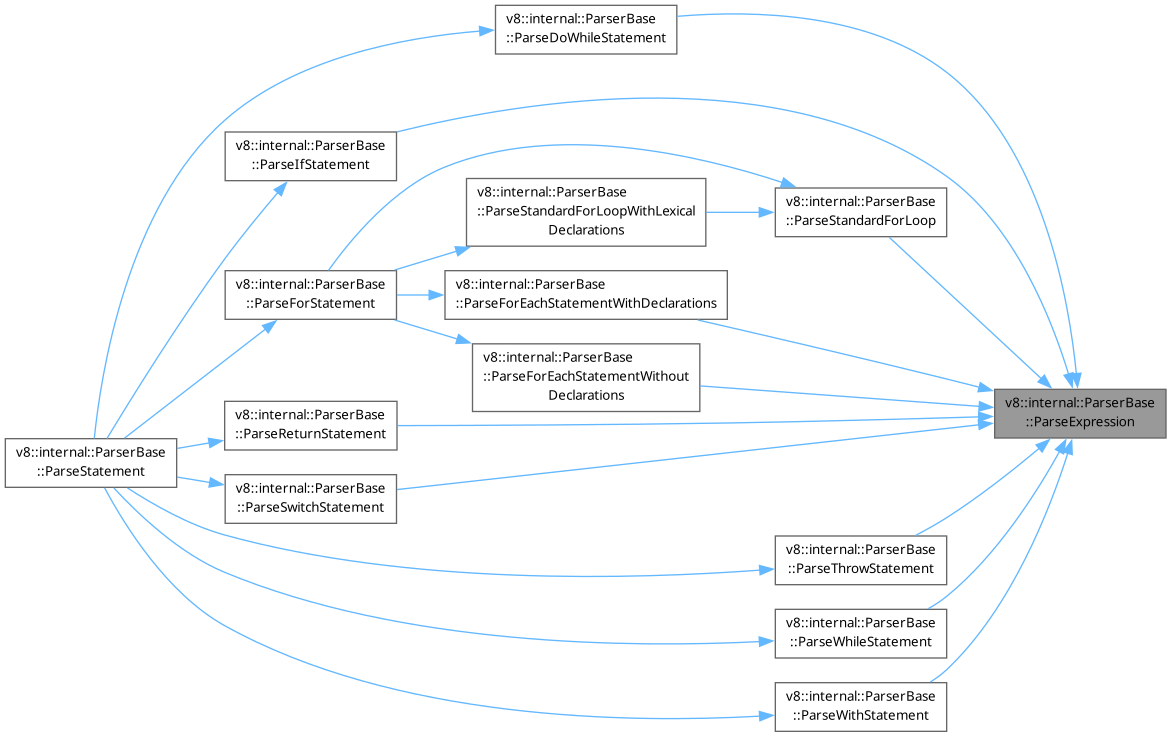 v8::internal::ParserBase
::ParseDoWhileStatement
v8::internal::ParserBase
::ParseIfStatement
v8::internal::ParserBase
::ParseStandardForLoopWithLexical
Declarations
v8::internal::ParserBase
::ParseStandardForLoop
v8::internal::ParserBase
::ParseForStatement
v8::internal::ParserBase
::ParseForEachStatementWithDeclarations
v8::internal::ParserBase
::ParseForEachStatementWithout
Declarations
v8::internal::ParserBase
::ParseExpression
v8::internal::ParserBase
::ParseReturnStatement
v8::internal::ParserBase
::ParseStatement
v8::internal::ParserBase
::ParseSwitchStatement
v8::internal::ParserBase
::ParseThrowStatement
v8::internal::ParserBase
::ParseWhileStatement
v8::internal::ParserBase
::ParseWithStatement